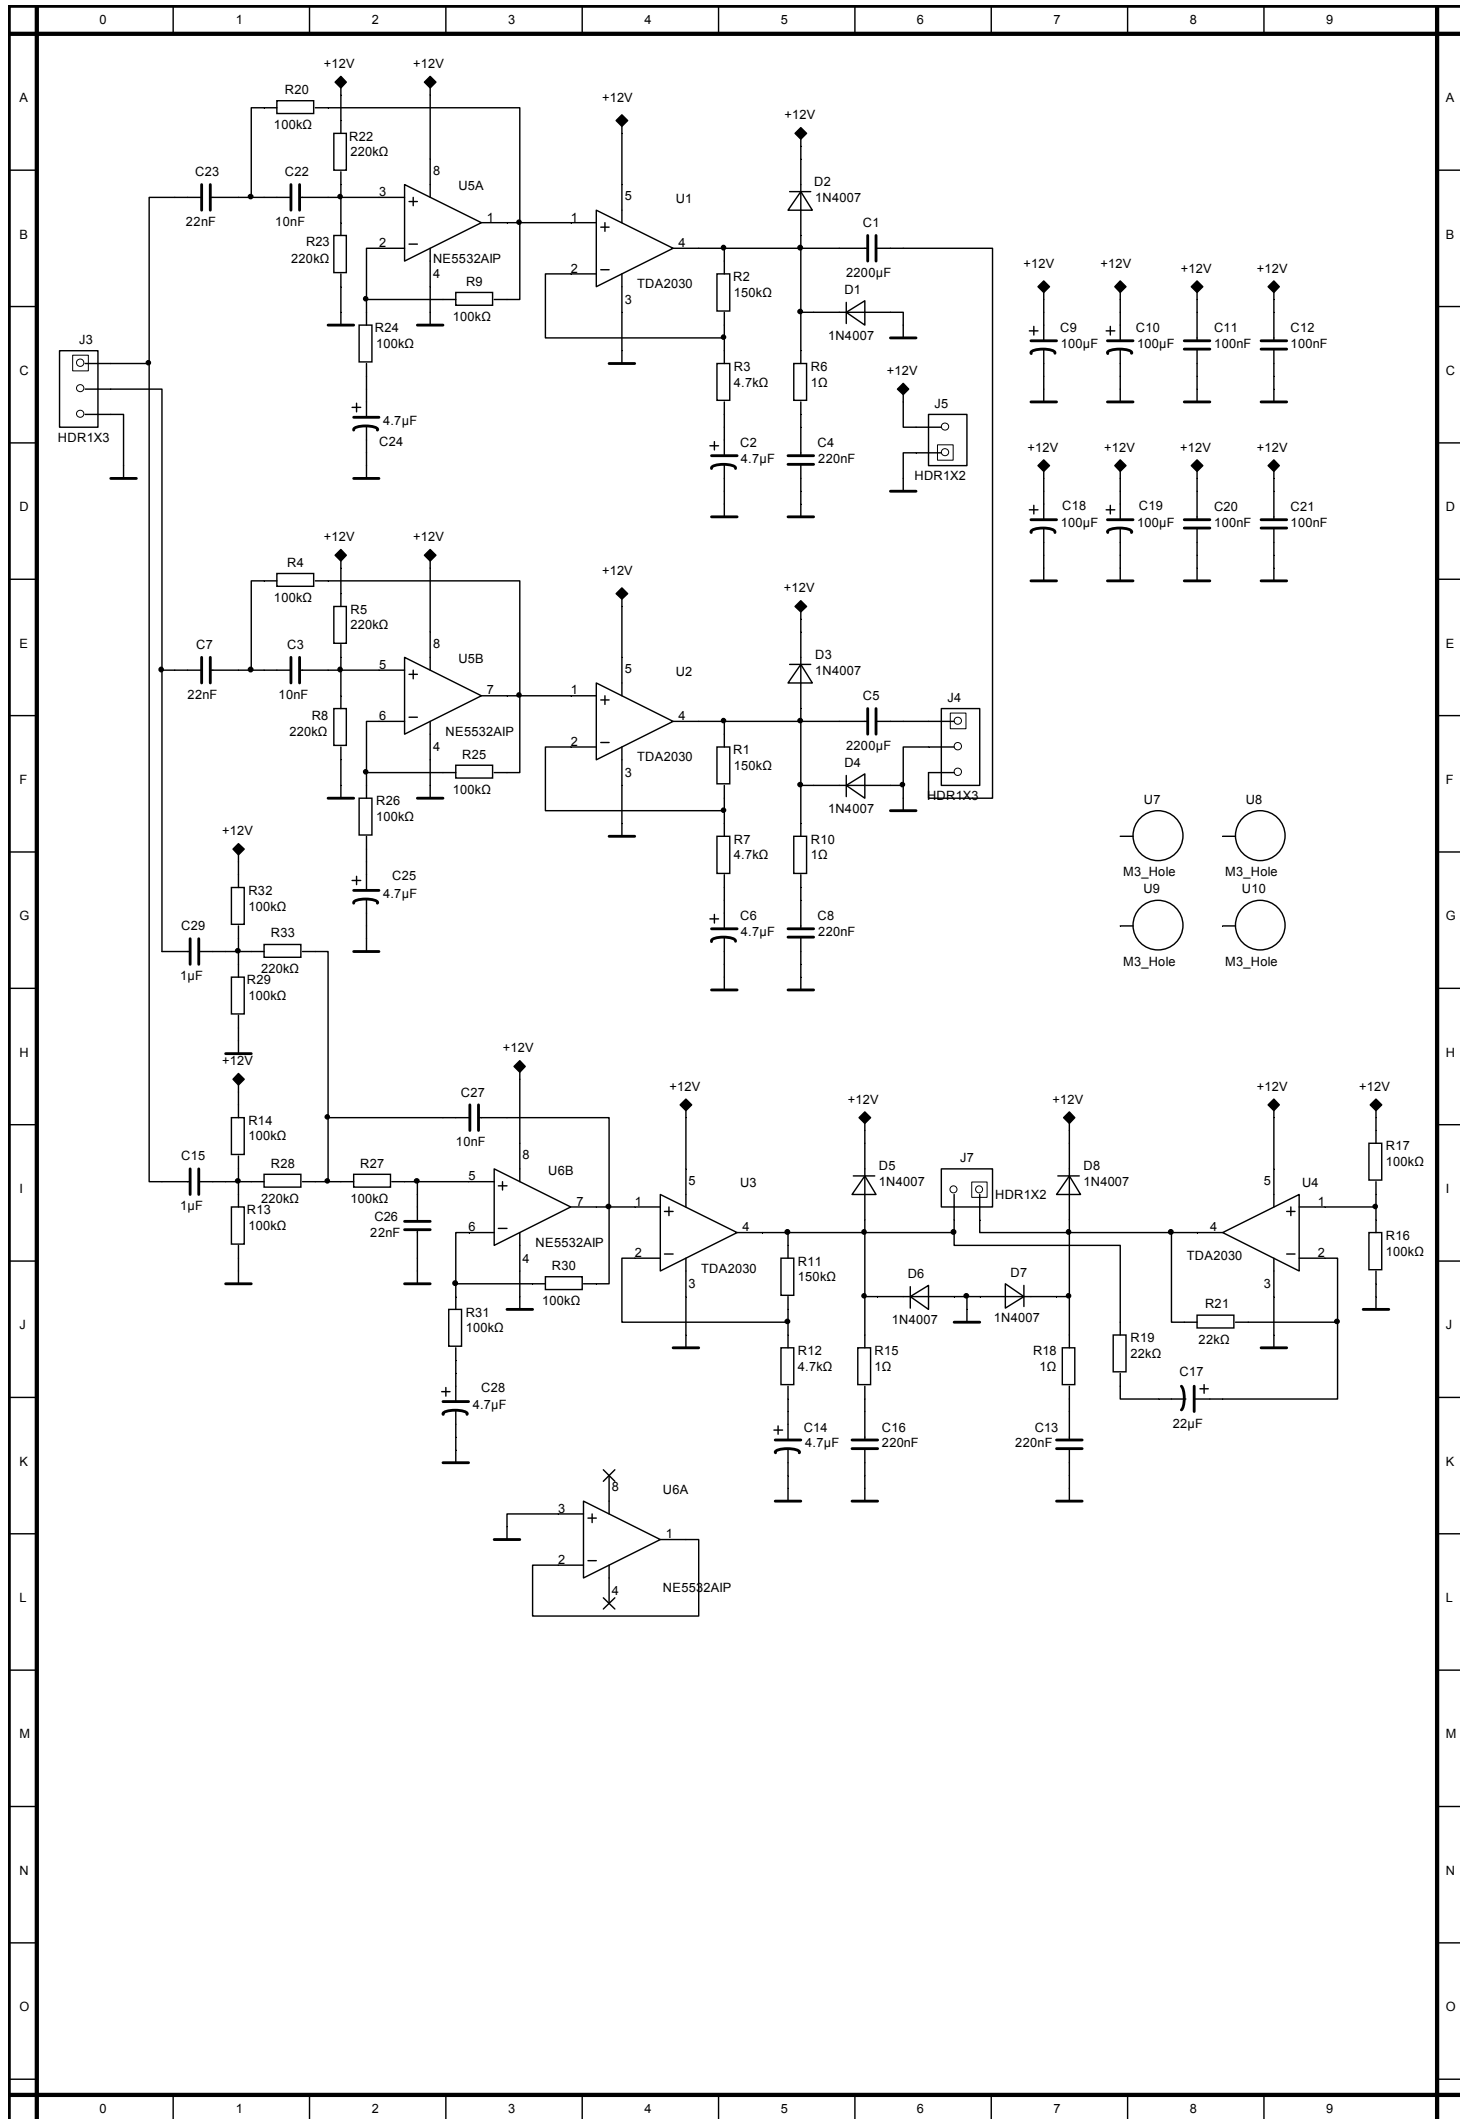 0 1 2 3 4 5 6 7 8 9
A A
+12V +12V
R20
100kΩ
+12V
+12V
R22
220kΩ
C23
22nF
C22
10nF
8
3
2
1
4
U5A
NE5532AIP
R23
220kΩ
R9
100kΩ
R24
100kΩ
+
4.7µF
C24
U1
5
1
2
4
3
TDA2030
D2
1N4007
B B
C1
2200µF
R2
150kΩ
D1
1N4007
R3
4.7kΩ
R6
1Ω
+
C2
4.7µF
C4
220nF
+12V
J5
HDR1X2
J3
HDR1X3
C C
+12V +12V +12V +12V
+
C9
100µF
+
C10
100µF
C11
100nF
C12
100nF
D D
+12V +12V +12V +12V
+
C18
100µF
+
C19
100µF
C20
100nF
C21
100nF
+12V +12V
R4
100kΩ
+12V
+12V
R5
220kΩ
E E
C7
22nF
C3
10nF
8
5
6
7
4
U5B
NE5532AIP
R8
220kΩ
R25
100kΩ
R26
100kΩ
+
C25
4.7µF
U2
5
1
2
4
3
TDA2030
D3
1N4007
C5
2200µF
J4
HDR1X3
F F
R1
150kΩ
D4
1N4007
R7
4.7kΩ
R10
1Ω
+
C6
4.7µF
C8
220nF
U7
M3_Hole
U8
M3_Hole
U9
M3_Hole
U10
M3_Hole
G G
+12V
R32
100kΩ
C29
1µF
R33
220kΩ
R29
100kΩ
H H
+12V
R14
100kΩ
C15
1µF
R28
220kΩ
R13
100kΩ
R27
100kΩ
C26
22nF
C27
10nF
+12V
8
5
6
7
4
U6B
NE5532AIP
R30
100kΩ
R31
100kΩ
+
C28
4.7µF
I I
+12V
U3
5
1
2
4
3
TDA2030
R11
150kΩ
R12
4.7kΩ
+
C14
4.7µF
+12V
D5
1N4007
J7
HDR1X2
+12V
D8
1N4007
D6
1N4007
D7
1N4007
R15
1Ω
C16
220nF
R18
1Ω
C13
220nF
+12V
U4
5
1
2
4
3
TDA2030
+12V
R17
100kΩ
R16
100kΩ
J J
R21
22kΩ
R19
22kΩ
C17
+
22µF
K K
8
3
2
1
4
U6A
NE5532AIP
L L
M M
N N
O O
0 1 2 3 4 5 6 7 8 9